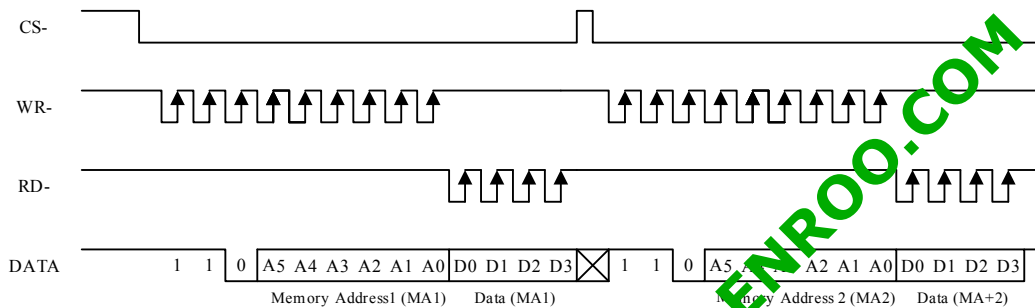 CS-
WR-
RD-
DATA 1 1 0 A5 A4 A3 A2 A1 A0 D0 D1 D2 D3 1 1 0 A5 A2 A1 A0 D0 D1 D2 D3
Memory Address1 (MA1) Data (MA1) Memory Address 2 (MA2) Data (MA+2)
ENROO.COM